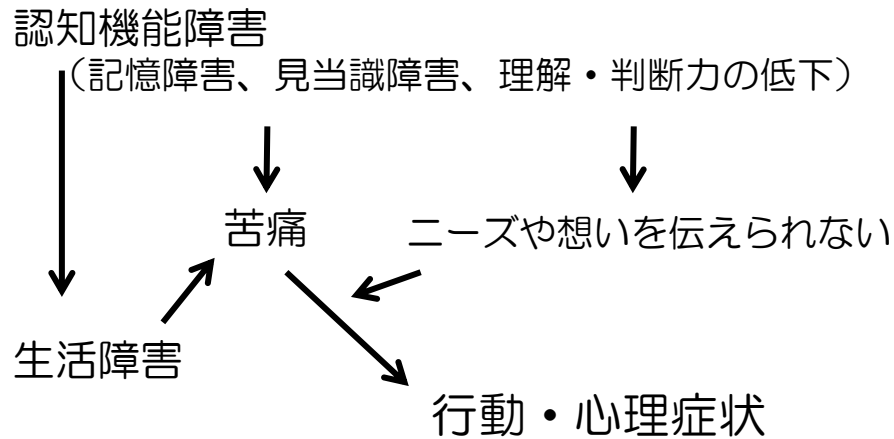 認知機能障害
（記憶障害、見当識障害、理解・判断力の低下）
苦痛
ニーズや想いを伝えられない
生活障害
行動・心理症状